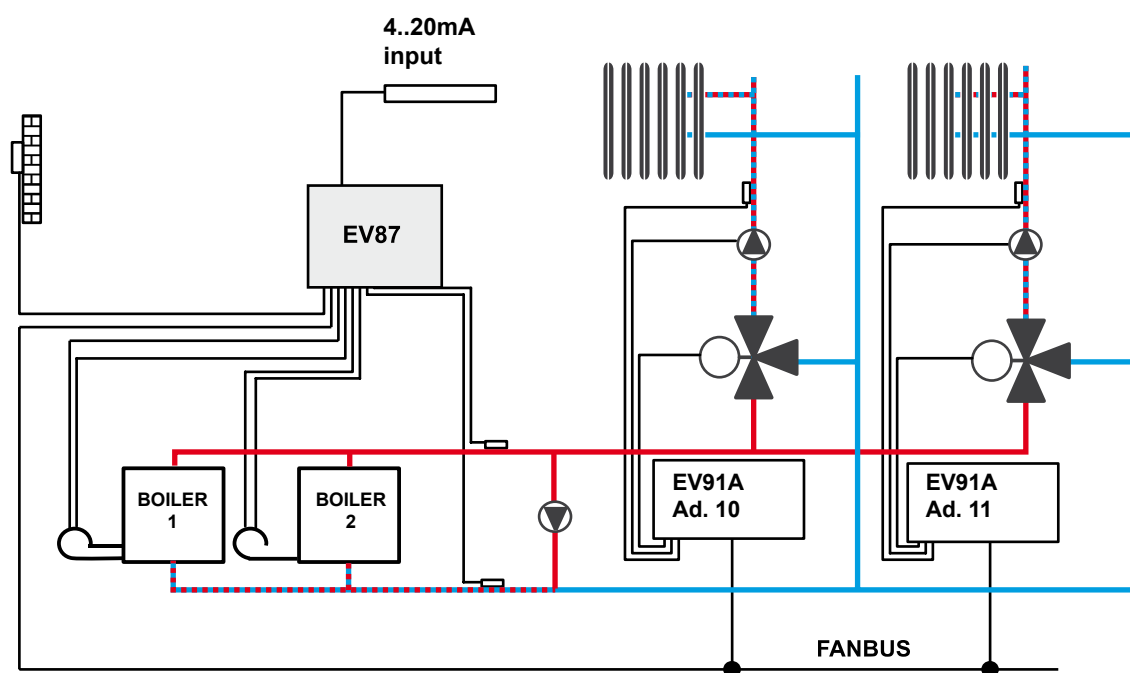 4..20mA
input
EV87
BOILER
1
BOILER
2
EV91A
Ad. 10
EV91A
Ad. 11
FANBUS